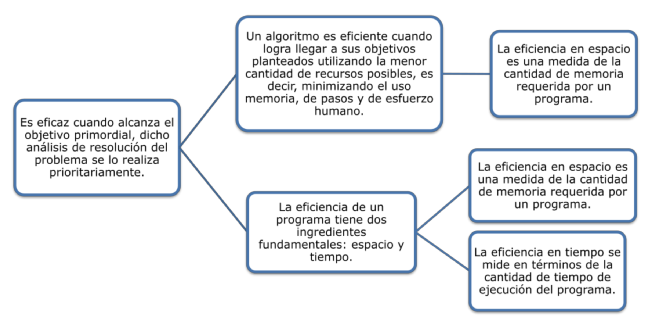 Es eficaz cuando alcanza el
objetivo primordial, dicho
análisis de resolución del
problema se lo realiza
prioritariamente.
Un algoritmo es eficiente cuando
logra llegar a sus objetivos
planteados utilizando la menor
cantidad de recursos posibles, es
decir, minimizando el uso
memoria, de pasos y de esfuerzo
humano.
La eficiencia en espacio
es una medida de la
cantidad de memoria
requerida por un
programa.
La eficiencia de un
programa tiene dos
ingredientes
fundamentales: espacio y
tiempo.
La eficiencia en espacio es
una medida de la cantidad
de memoria requerida por
un programa.
La eficiencia en tiempo se
mide en términos de la
cantidad de tiempo de
ejecución del programa.